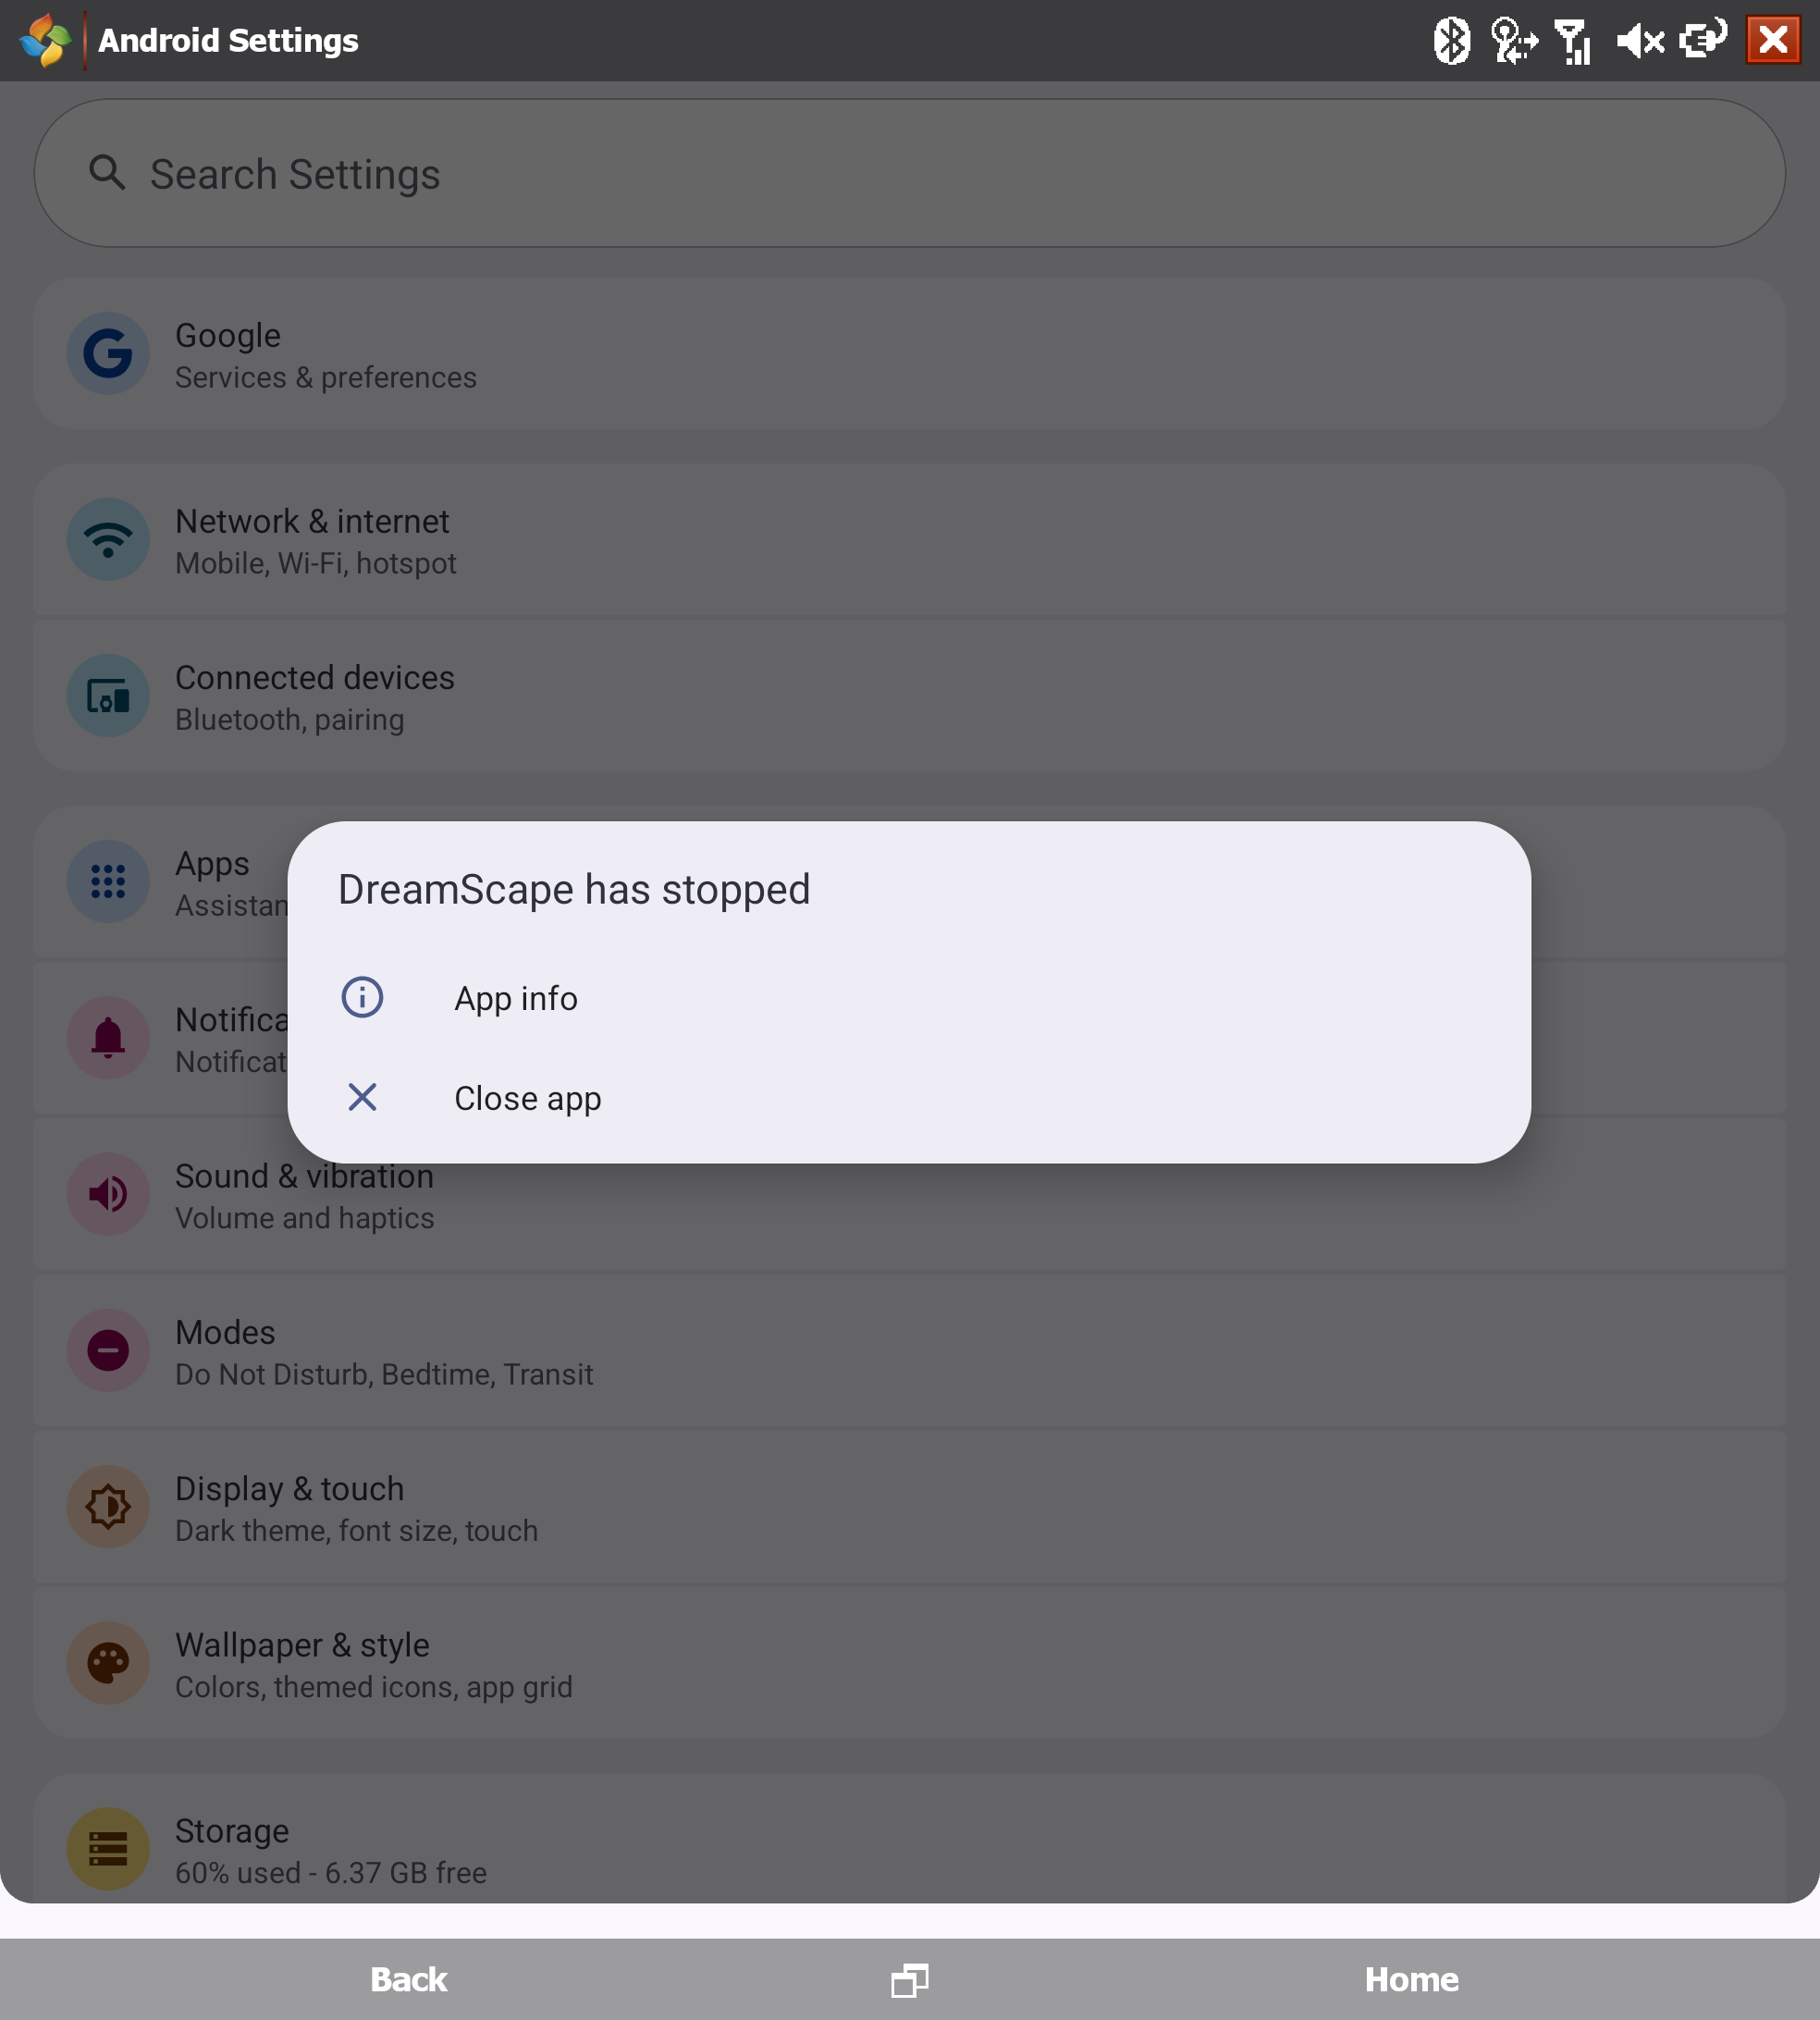 Android Settings
Search Settings
Google
Services & preferences
Network & internet
Mobile, Wi-Fi, hotspot
Connected devices
Bluetooth, pairing
Apps
Assistan
DreamScape has stopped
App info
Close app
Notifica
Notificat
Sound & vibration
Volume and haptics
Modes
Do Not Disturb, Bedtime, Transit
Display & touch
Dark theme, font size, touch
Wallpaper & style
Colors, themed icons, app grid
Storage
60% used - 6.37 GB free
Back
Home